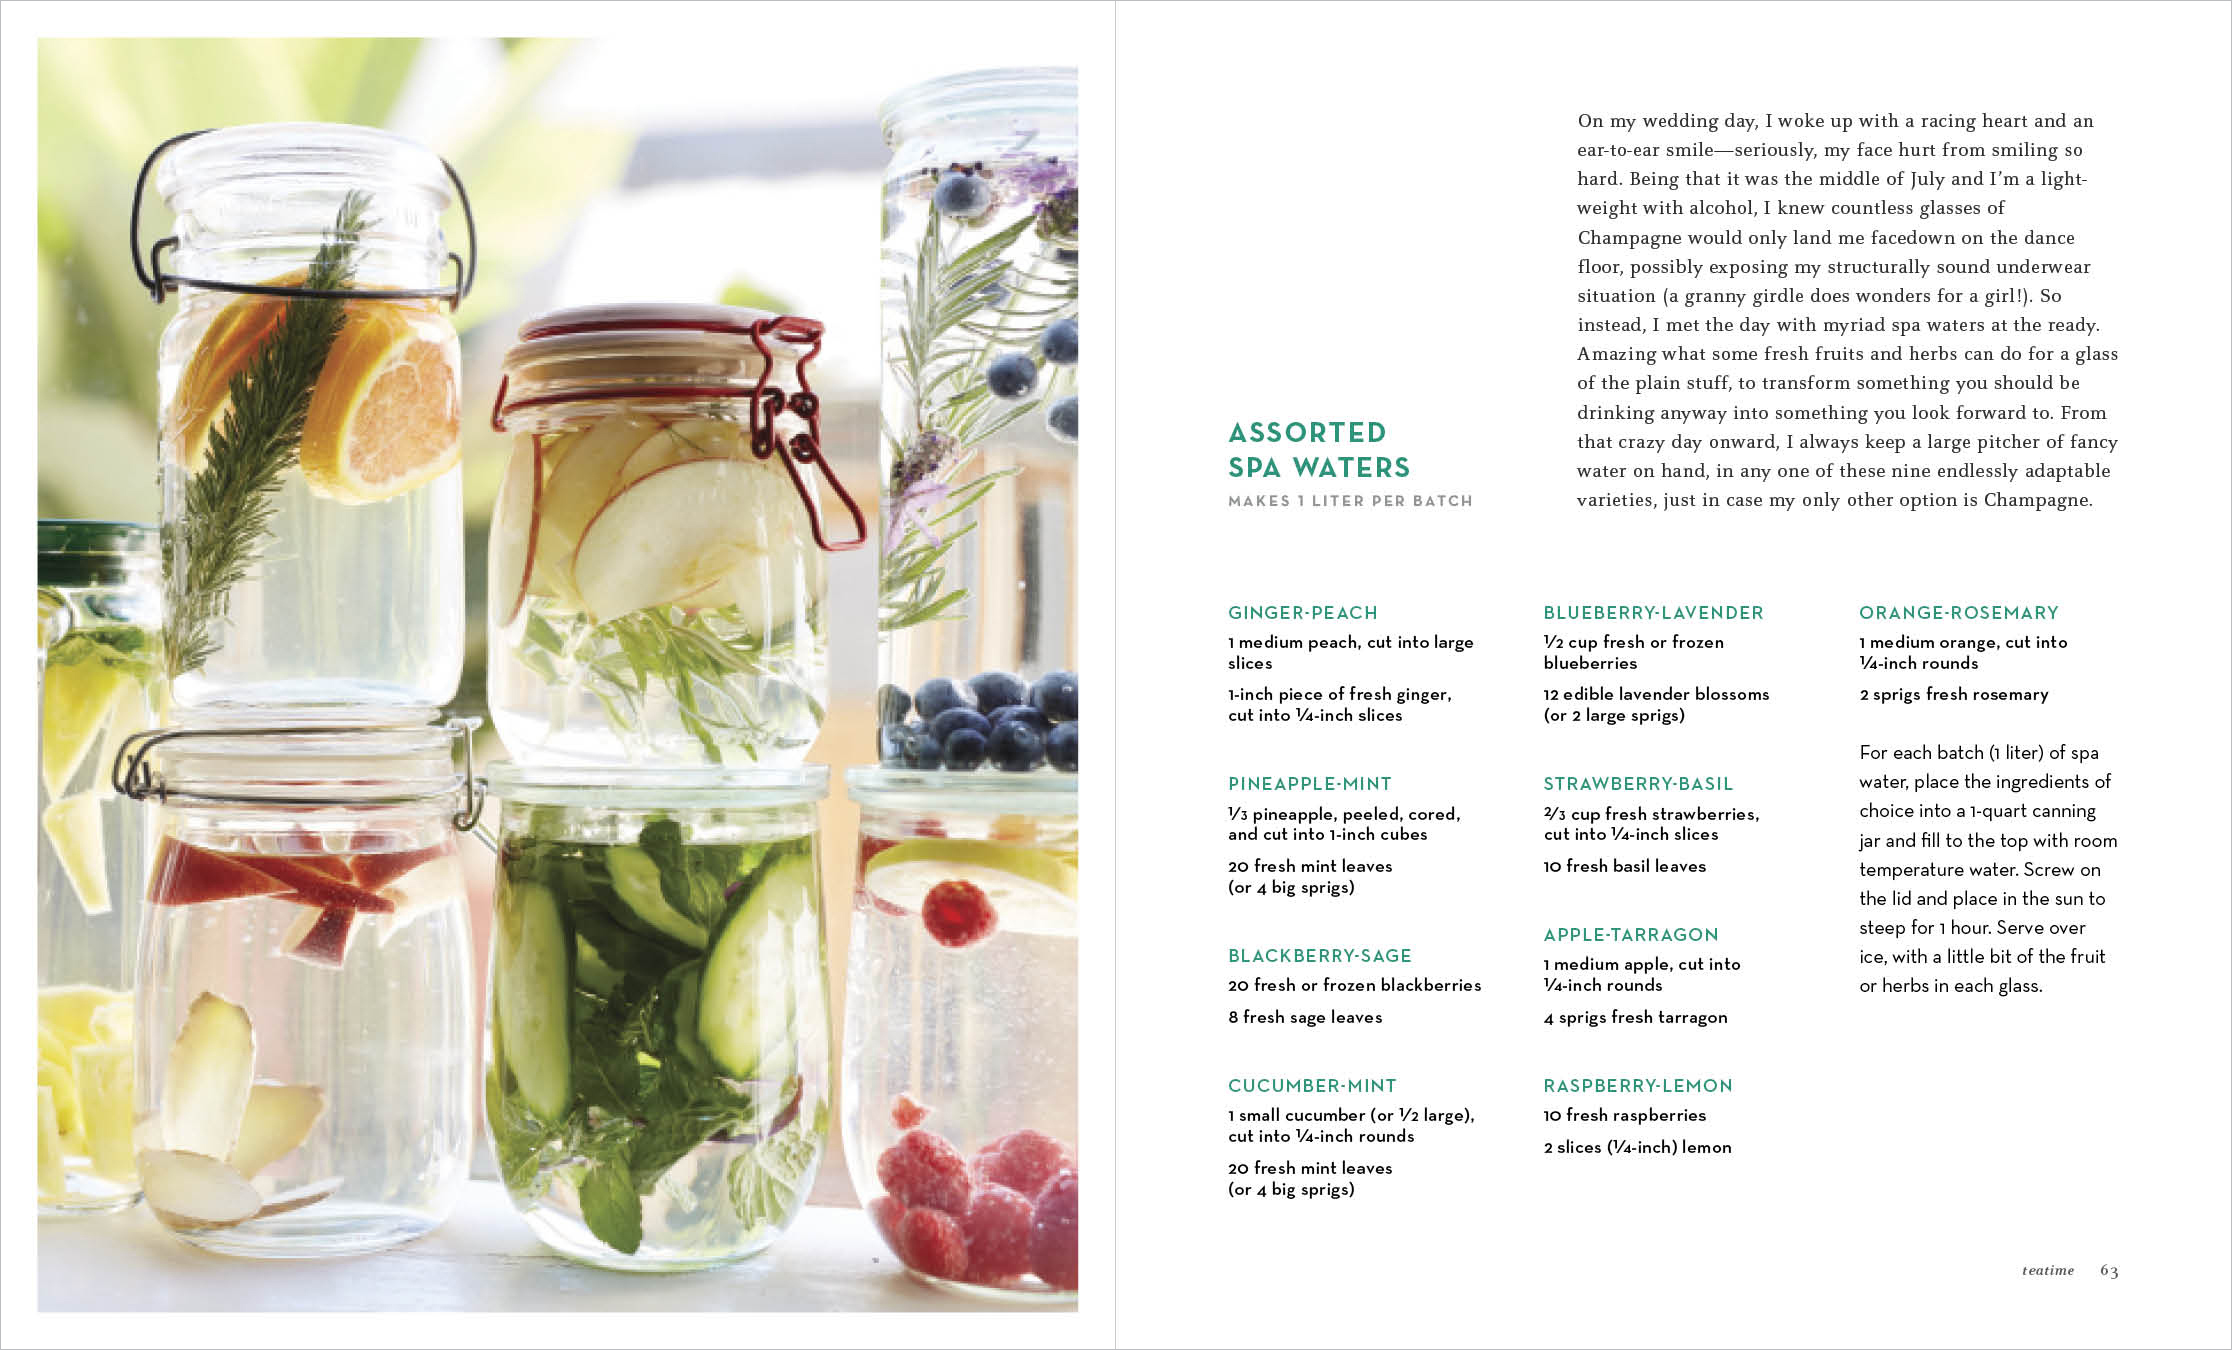 On my wedding day, I woke up with a racing heart and an
ear-to-ear smile—seriously, my face hurt from smiling so
hard. Being that it was the middle of July and I’m a light-
weight with alcohol, I knew countless glasses of
Champagne would only land me facedown on the dance
floor, possibly exposing my structurally sound underwear
situation (a granny girdle does wonders for a girl!). So
instead, I met the day with myriad spa waters at the ready.
Amazing what some fresh fruits and herbs can do for a glass
of the plain stuff, to transform something you should be
drinking anyway into something you look forward to. From
that crazy day onward, I always keep a large pitcher of fancy
water on hand, in any one of these nine endlessly adaptable
varieties, just in case my only other option is Champagne.
ASSORTED
SPA WATERS
MAKES 1 LITER PER BATCH
GINGER-PEACH
1 medium peach, cut into large
slices
1-inch piece of fresh ginger,
cut into ¼-inch slices
PINEAPPLE-MINT
⅓ pineapple, peeled, cored,
and cut into 1-inch cubes
20 fresh mint leaves
(or 4 big sprigs)
BLACKBERRY-SAGE
20 fresh or frozen blackberries
8 fresh sage leaves
CUCUMBER-MINT
1 small cucumber (or ½ large),
cut into ¼-inch rounds
20 fresh mint leaves
(or 4 big sprigs)
BLUEBERRY-LAVENDER
½ cup fresh or frozen
blueberries
12 edible lavender blossoms
(or 2 large sprigs)
STRAWBERRY-BASIL
⅔ cup fresh strawberries,
cut into ¼-inch slices
10 fresh basil leaves
APPLE-TARRAGON
1 medium apple, cut into
¼-inch rounds
4 sprigs fresh tarragon
RASPBERRY-LEMON
10 fresh raspberries
2 slices (¼-inch) lemon
ORANGE-ROSEMARY
1 medium orange, cut into
¼-inch rounds
2 sprigs fresh rosemary
For each batch (1 liter) of spa
water, place the ingredients of
choice into a 1-quart canning
jar and fill to the top with room
temperature water. Screw on
the lid and place in the sun to
steep for 1 hour. Serve over
ice, with a little bit of the fruit
or herbs in each glass.
teatime 63